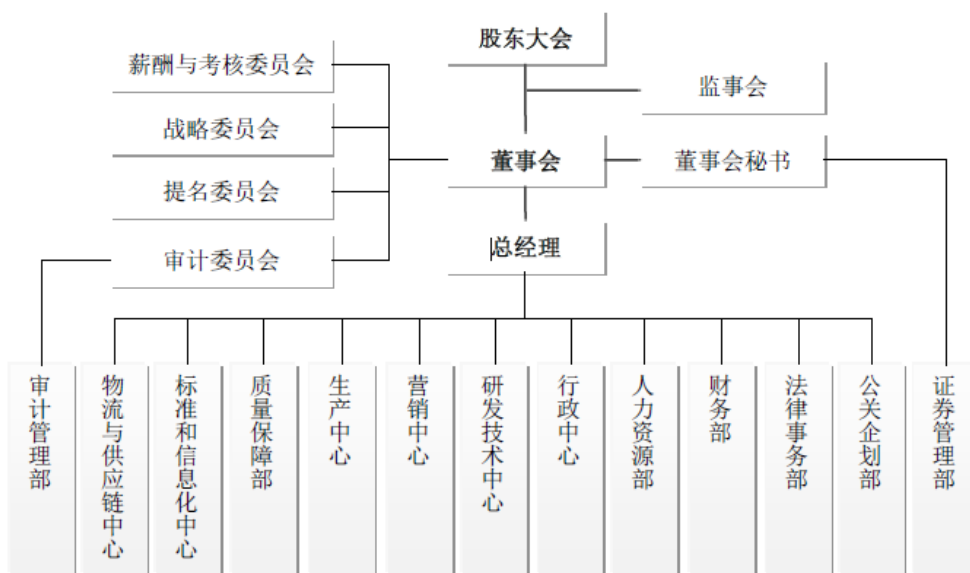 股东大会
薪酬与考核委员会
监事会
战略委员会
董事会
董事会秘书
提名委员会
总经理
审计委员会
审计管理部
物流与供应链中心
标准和信息化中心
质量保障部
生产中心
营销中心
研发技术中心
行政中心
人力资源部
财务部
法律事务部
公关企划部
证券管理部